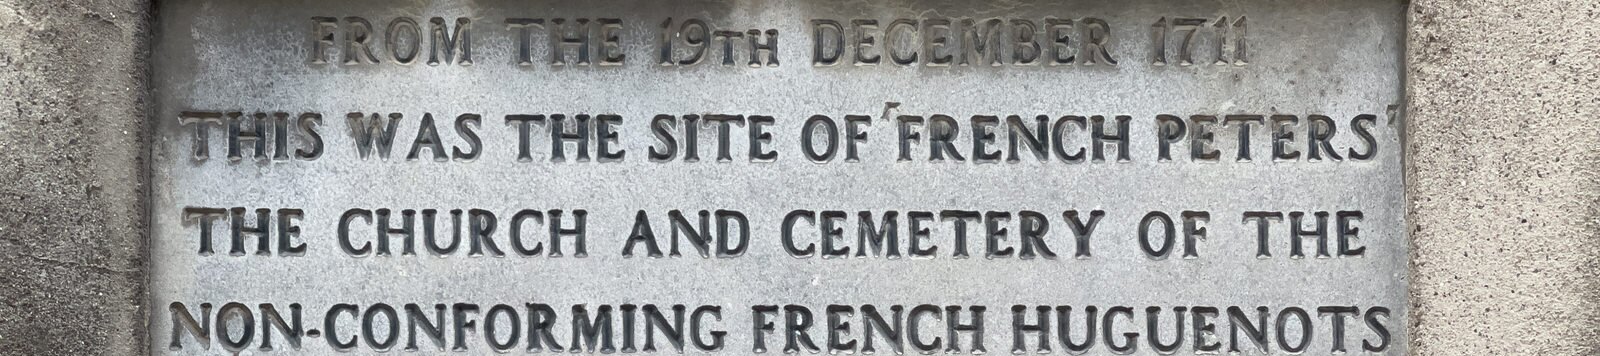 FROM THE 19TH DECEMBER 1711
THIS WAS THE SITE OF 'FRENCH PETERS'
THE CHURCH AND CEMETERY OF THE
NON-CONFORMING FRENCH HUGUENOTS